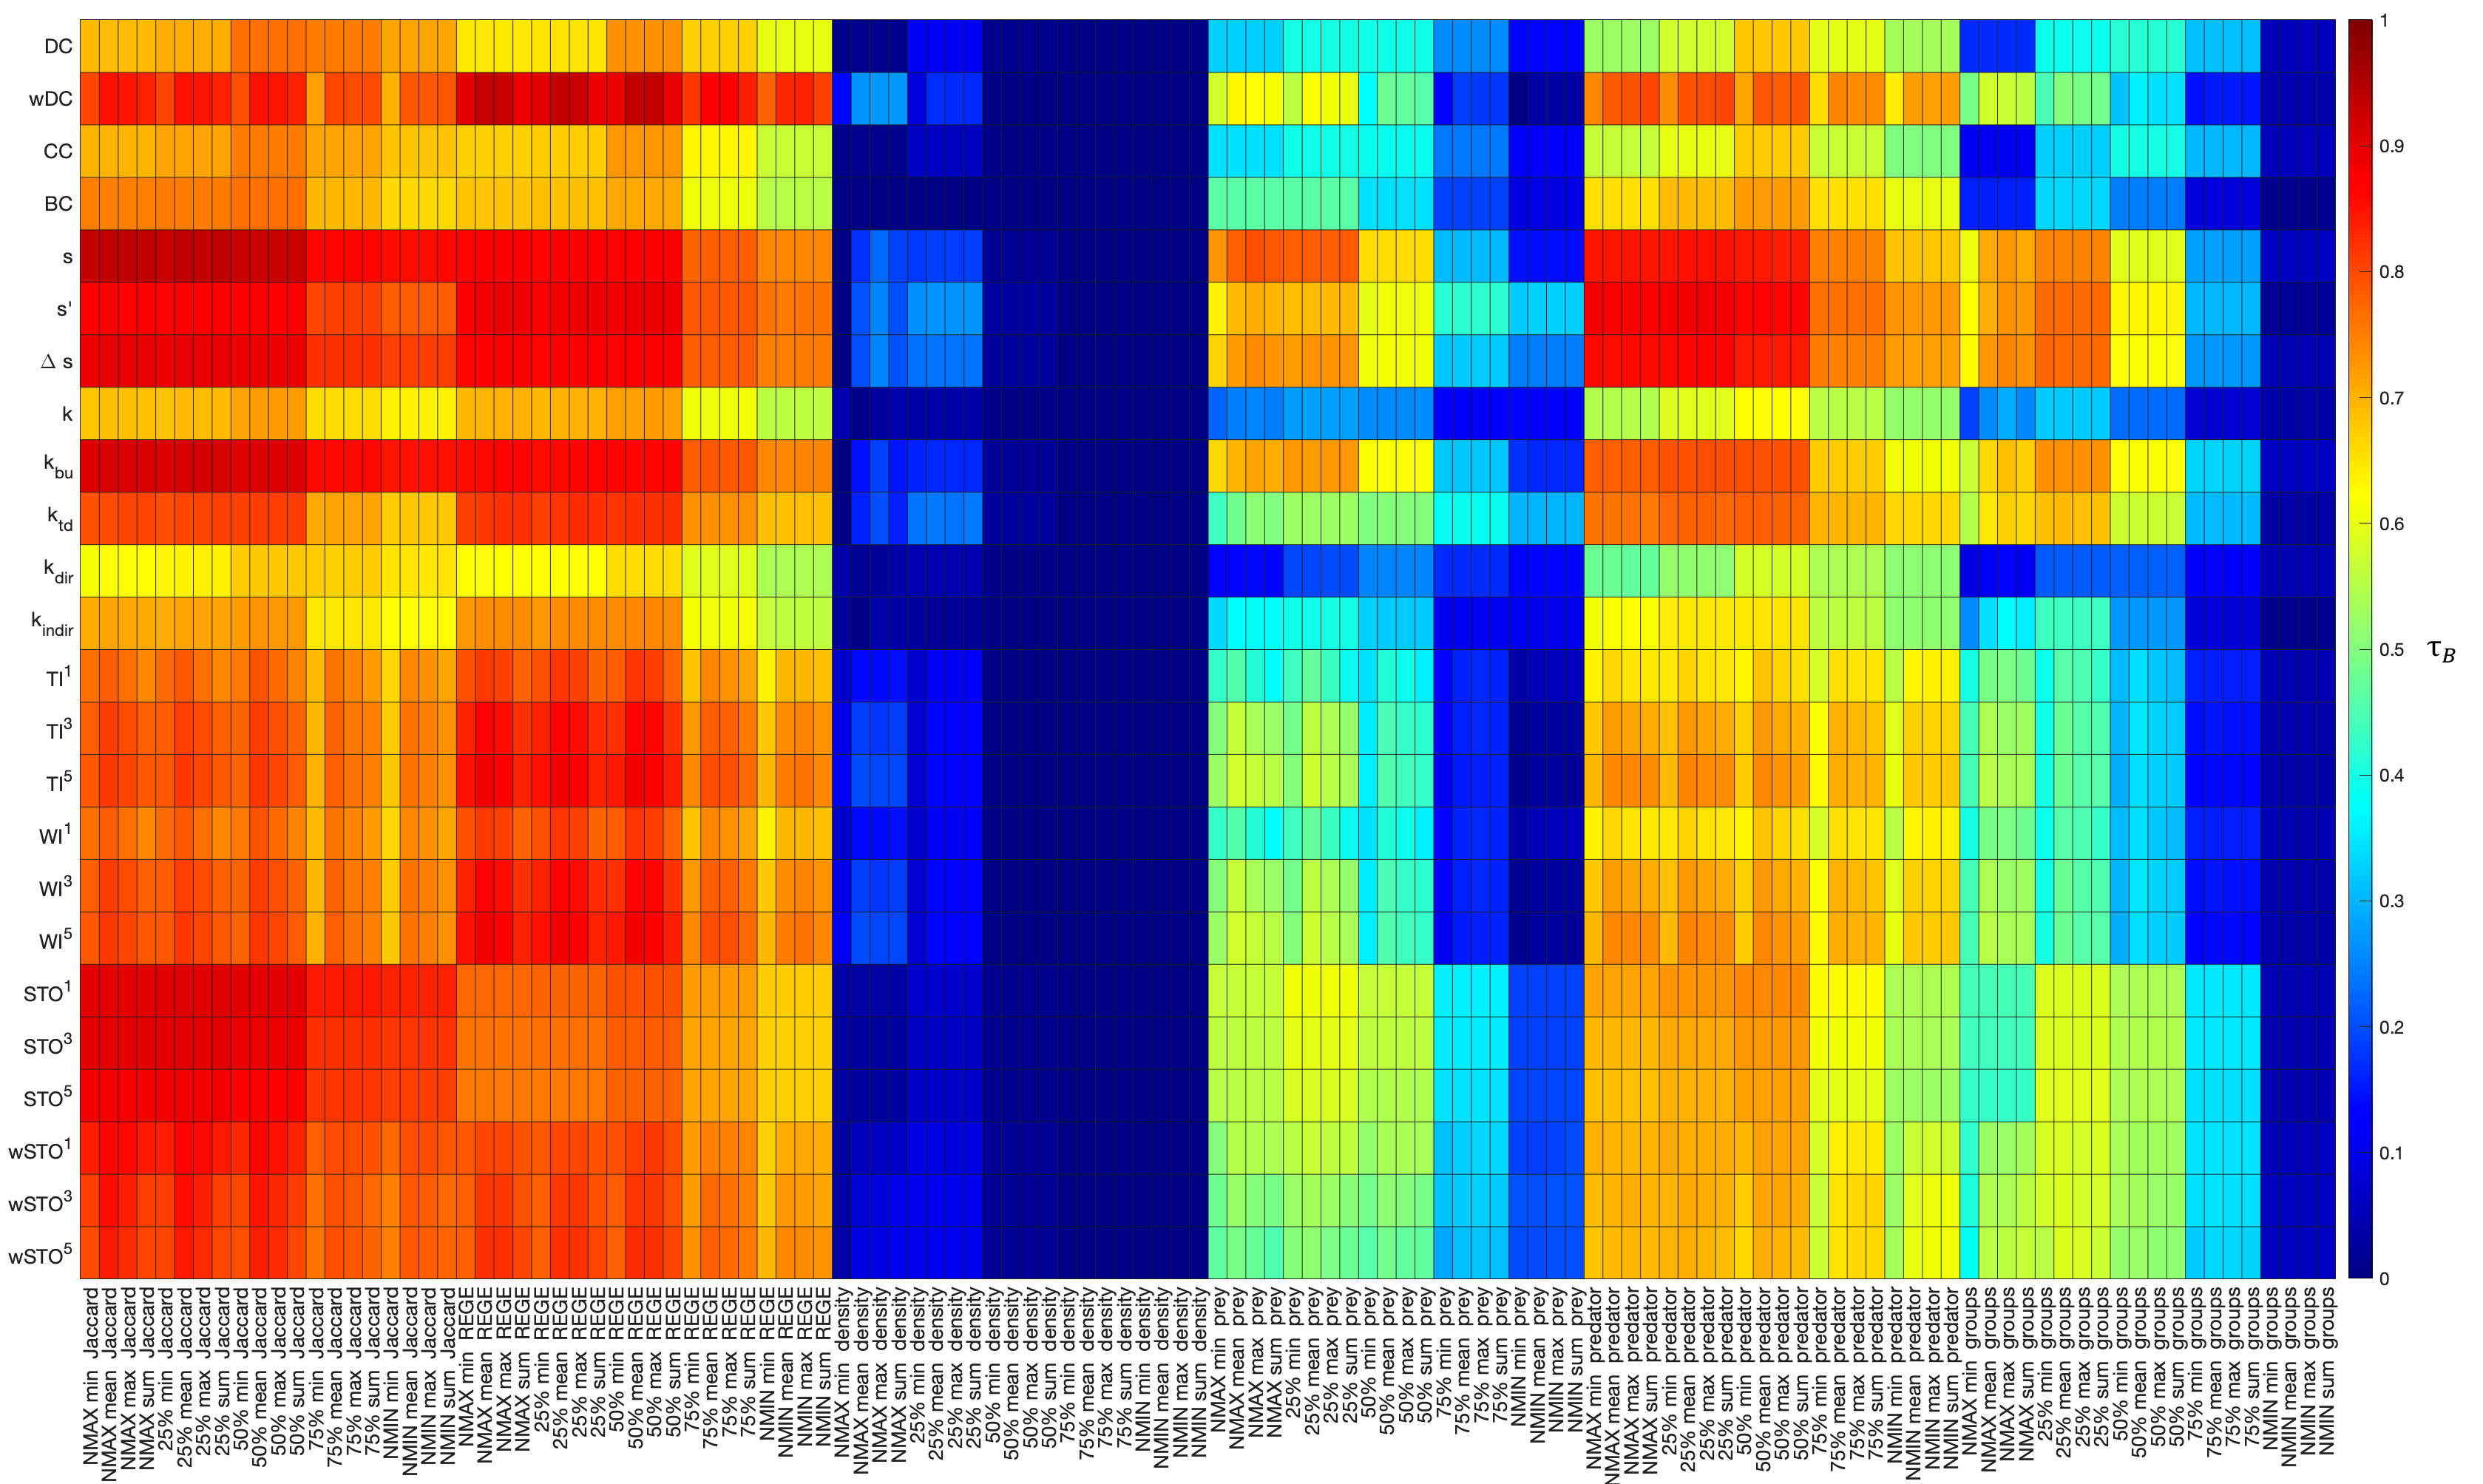 DC
wDC
CC
BC
s
s'
Δ s
k
k_bu
k_td
k_dir
k_indir
TI^1
TI^3
TI^5
WI^1
WI^3
WI^5
STO^1
STO^3
STO^5
wSTO^1
wSTO^3
wSTO^5
NMAX min Jaccard
NMAX mean Jaccard
NMAX max Jaccard
NMAX sum Jaccard
25% min Jaccard
25% mean Jaccard
25% max Jaccard
25% sum Jaccard
50% min Jaccard
50% mean Jaccard
50% max Jaccard
50% sum Jaccard
75% min Jaccard
75% mean Jaccard
75% max Jaccard
75% sum Jaccard
NMIN min Jaccard
NMIN mean Jaccard
NMIN max Jaccard
NMIN sum Jaccard
NMAX min REGE
NMAX mean REGE
NMAX max REGE
NMAX sum REGE
25% min REGE
25% mean REGE
25% max REGE
25% sum REGE
50% min REGE
50% mean REGE
50% max REGE
50% sum REGE
75% min REGE
75% mean REGE
75% max REGE
75% sum REGE
NMIN min REGE
NMIN mean REGE
NMIN max REGE
NMIN sum REGE
NMAX min density
NMAX mean density
NMAX max density
NMAX sum density
25% min density
25% mean density
25% max density
25% sum density
50% min density
50% mean density
50% max density
50% sum density
75% min density
75% mean density
75% max density
75% sum density
NMIN min density
NMIN mean density
NMIN max density
NMIN sum density
NMAX min prey
NMAX mean prey
NMAX max prey
NMAX sum prey
25% min prey
25% mean prey
25% max prey
25% sum prey
50% min prey
50% mean prey
50% max prey
50% sum prey
75% min prey
75% mean prey
75% max prey
75% sum prey
NMIN min prey
NMIN mean prey
NMIN max prey
NMIN sum prey
NMAX min predator
NMAX mean predator
NMAX max predator
NMAX sum predator
25% min predator
25% mean predator
25% max predator
25% sum predator
50% min predator
50% mean predator
50% max predator
50% sum predator
75% min predator
75% mean predator
75% max predator
75% sum predator
NMIN min predator
NMIN mean predator
NMIN max predator
NMIN sum predator
NMAX min groups
NMAX mean groups
NMAX max groups
NMAX sum groups
25% min groups
25% mean groups
25% max groups
25% sum groups
50% min groups
50% mean groups
50% max groups
50% sum groups
75% min groups
75% mean groups
75% max groups
75% sum groups
NMIN min groups
NMIN mean groups
NMIN max groups
NMIN sum groups
1
0.9
0.8
0.7
0.6
0.5
0.4
0.3
0.2
0.1
0
τ_B